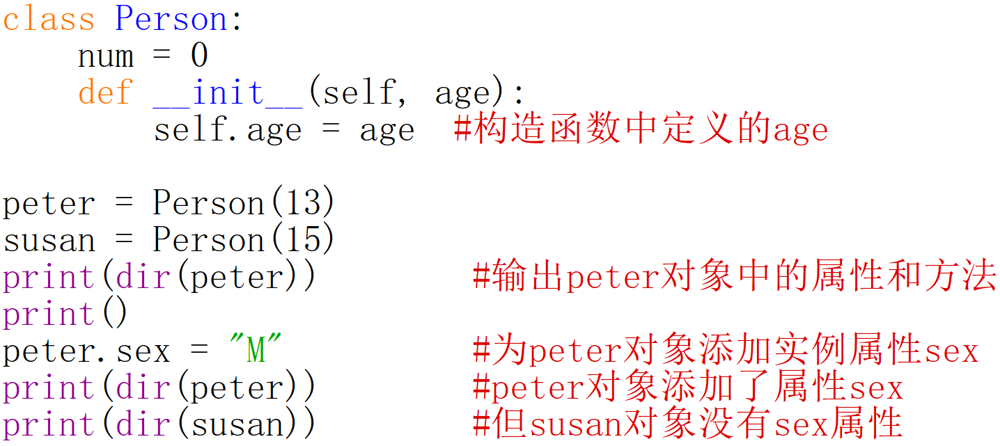 class Person:
    num = 0
    def __init__(self, age):
        self.age = age  #构造函数中定义的age

peter = Person(13)
susan = Person(15)
print(dir(peter))        #输出peter对象中的属性和方法
print()
peter.sex = "M"          #为peter对象添加实例属性sex
print(dir(peter))        #peter对象添加了属性sex
print(dir(susan))        #但susan对象没有sex属性